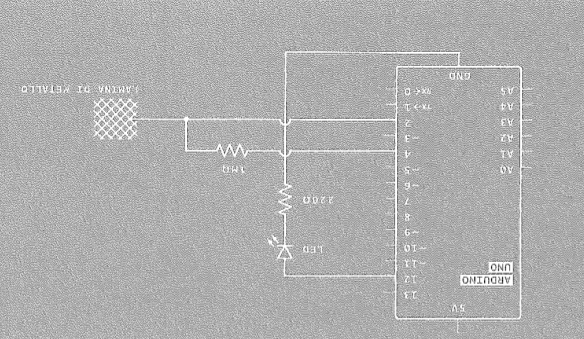 5V
ARDUINO
UNO
13
12
~11
~10
~9
8
7
~6
~5
4
~3
2
TX→1
RX←0
A0
A1
A2
A3
A4
A5
GND
LED
220Ω
1MΩ
LAMINA DI METALLO